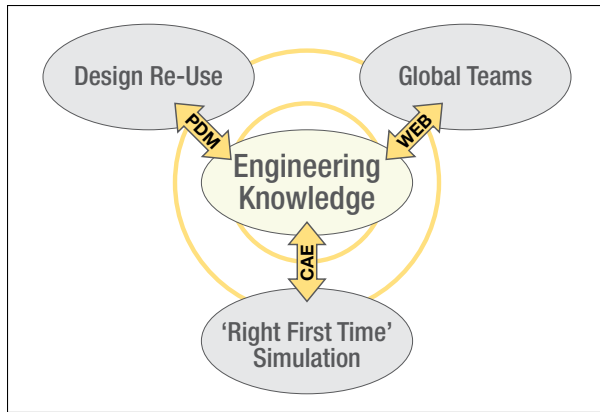 Design Re-Use
Global Teams
PDM
WEB
Engineering
Knowledge
CAE
‘Right First Time’
Simulation